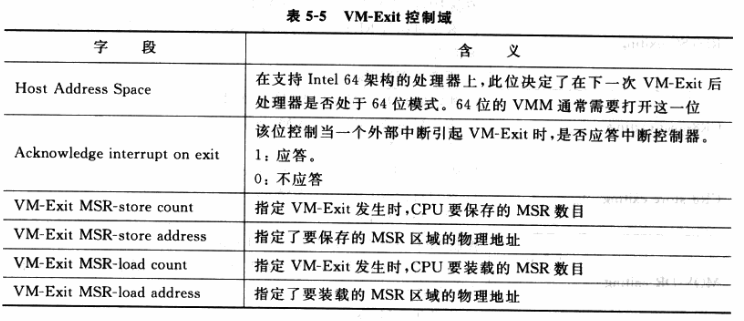 表 5-5 VM-Exit 控制域
字 段 含 义
Host Address Space 在支持 Intel 64 架构的处理器上,此位决定了在下一次 VM-Exit 后
处理器是否处于 64 位模式。64 位的 VMM 通常需要打开这一位
Acknowledge interrupt on exit 该位控制当一个外部中断引起 VM-Exit 时,是否应答中断控制器。
1: 应答。
0: 不应答
VM-Exit MSR-store count 指定 VM-Exit 发生时,CPU 要保存的 MSR 数目
VM-Exit MSR-store address 指定了要保存的 MSR 区域的物理地址
VM-Exit MSR-load count 指定 VM-Exit 发生时,CPU 要装载的 MSR 数目
VM-Exit MSR-load address 指定了要装载的 MSR 区域的物理地址